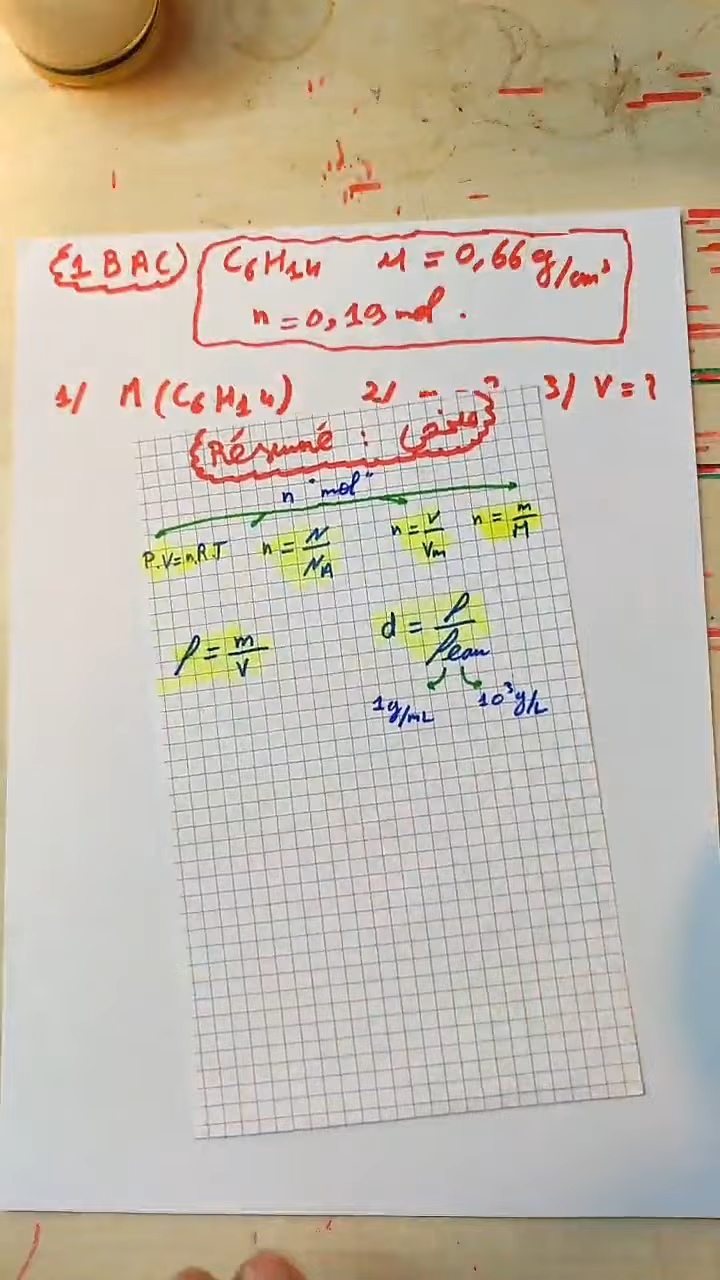 {1 BAC)
C₆H₁₄ μ = 0,66 g/cm³
n = 0,19 mol .
1/ M (C₆H₁₄) 2/ 3/ V = ?
{Résumé : ملخص}
n "mol"
P.V=n.R.T n = N/NA n = V/Vm n = m/M
ρ = m/V d = ρ/ρeau
1g/mL 10³g/L